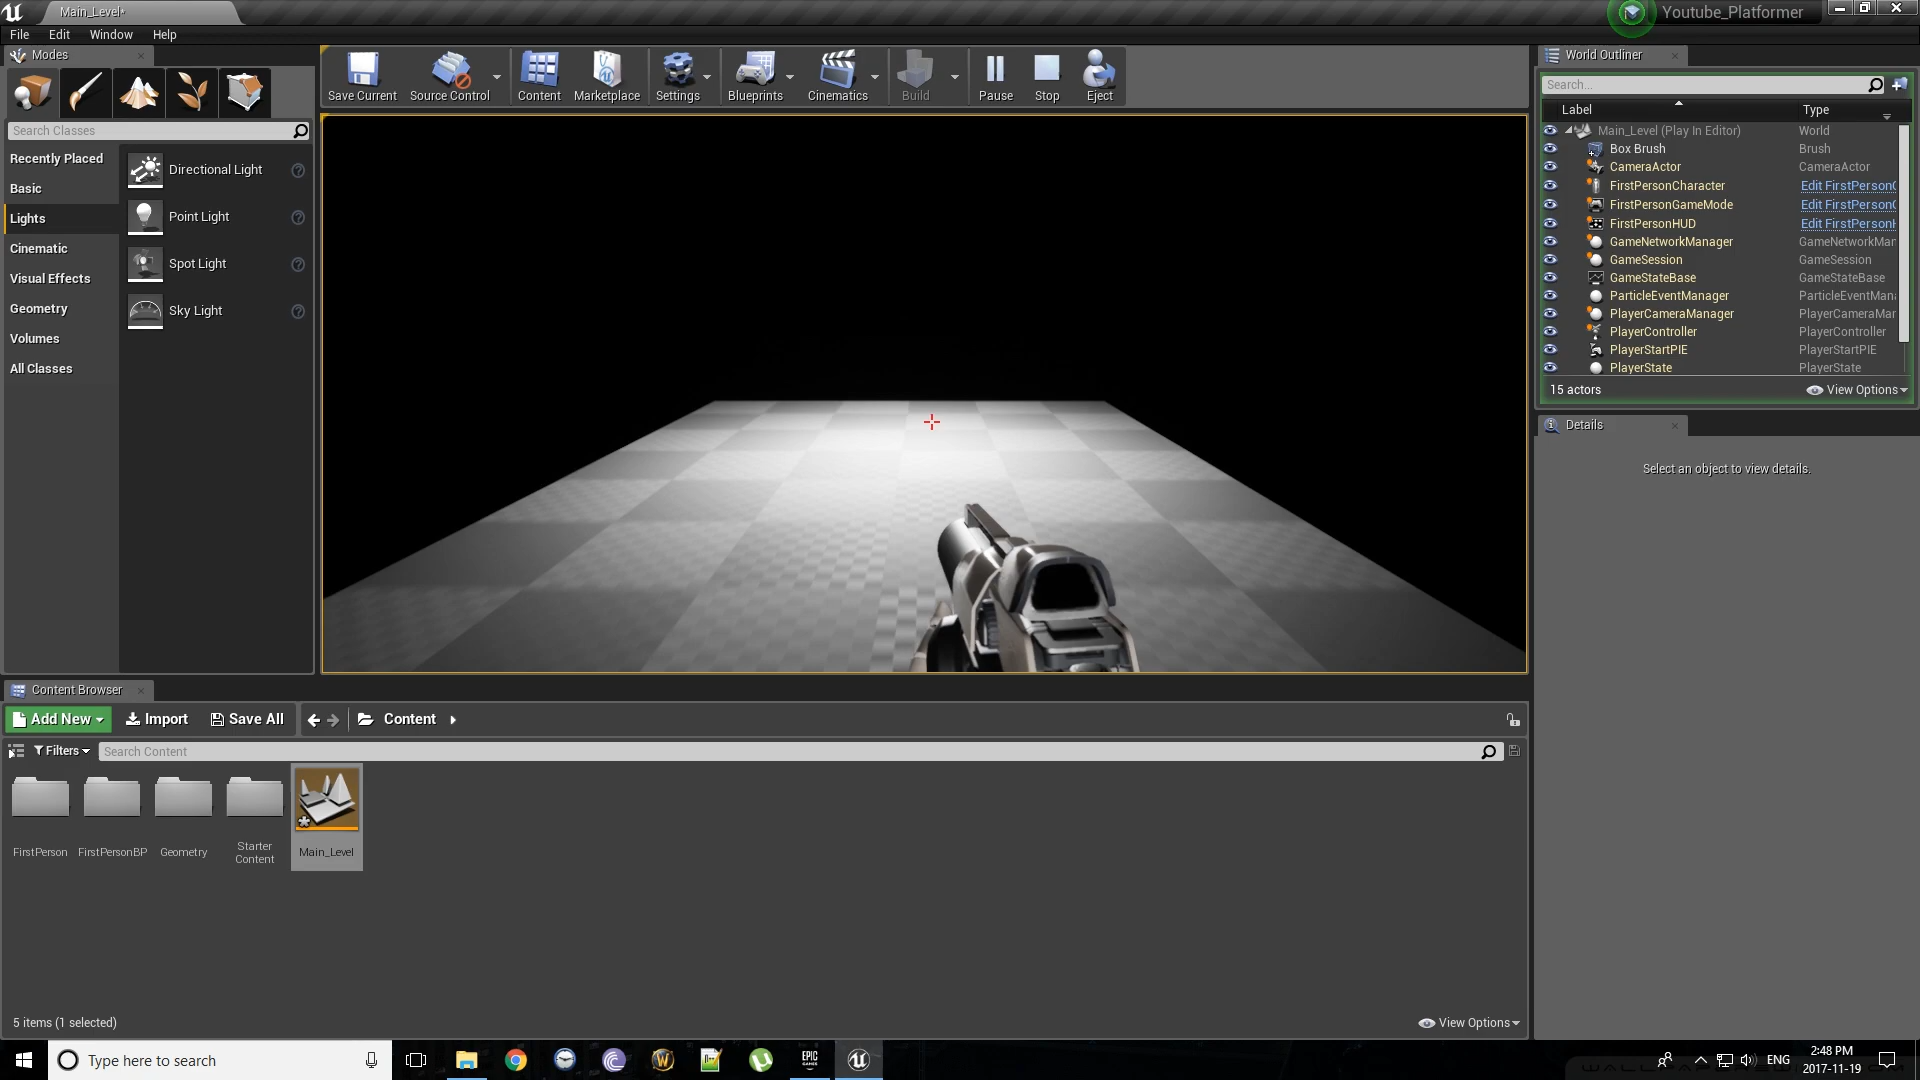 Main_Level*
Youtube_Platformer
File Edit Window Help
Modes
Search Classes
Recently Placed
Basic
Lights
Cinematic
Visual Effects
Geometry
Volumes
All Classes
Directional Light
Point Light
Spot Light
Sky Light
Save Current Source Control Content Marketplace Settings Blueprints Cinematics Build Pause Stop Eject
World Outliner
Search...
Label Type
Main_Level (Play In Editor) World
Box Brush Brush
CameraActor CameraActor
FirstPersonCharacter Edit FirstPersonC
FirstPersonGameMode Edit FirstPersonG
FirstPersonHUD Edit FirstPersonH
GameNetworkManager GameNetworkMan
GameSession GameSession
GameStateBase GameStateBase
ParticleEventManager ParticleEventMana
PlayerCameraManager PlayerCameraMan
PlayerController PlayerController
PlayerStartPIE PlayerStartPIE
PlayerState PlayerState
15 actors View Options
Details
Select an object to view details.
Content Browser
Add New Import Save All Content
Filters Search Content
FirstPerson
FirstPersonBP
Geometry
Starter
Content
Main_Level
5 items (1 selected) View Options
Type here to search
EPIC
GAMES
ENG
2:48 PM
2017-11-19